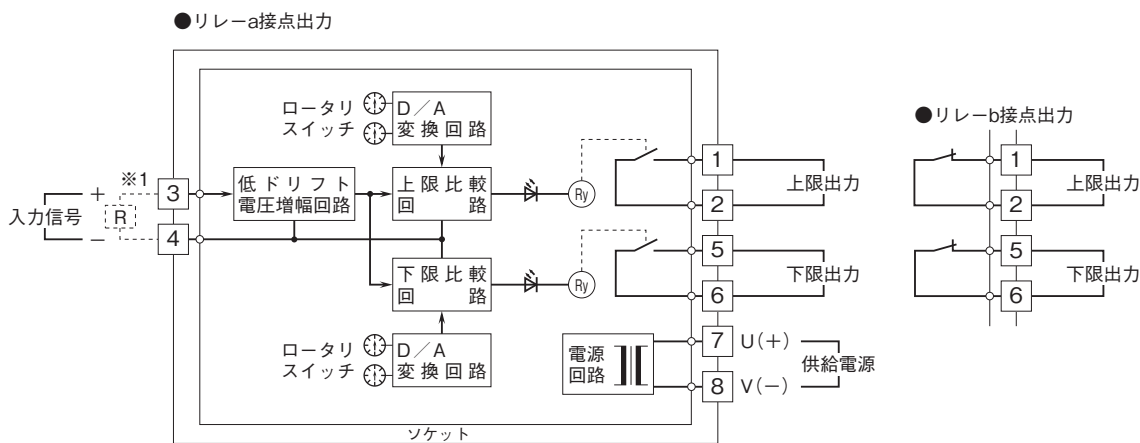 ●リレーa接点出力
ロータリ
スイッチ
D／A
変換回路
※1
3
低ドリフト
電圧増幅回路
上限比較
回路
Ry
1
2
上限出力
＋
入力信号
R
－
4
下限比較
回路
Ry
5
6
下限出力
ロータリ
スイッチ
D／A
変換回路
電源
回路
7
U(＋)
供給電源
8
V(－)
ソケット
●リレーb接点出力
1
上限出力
2
5
下限出力
6